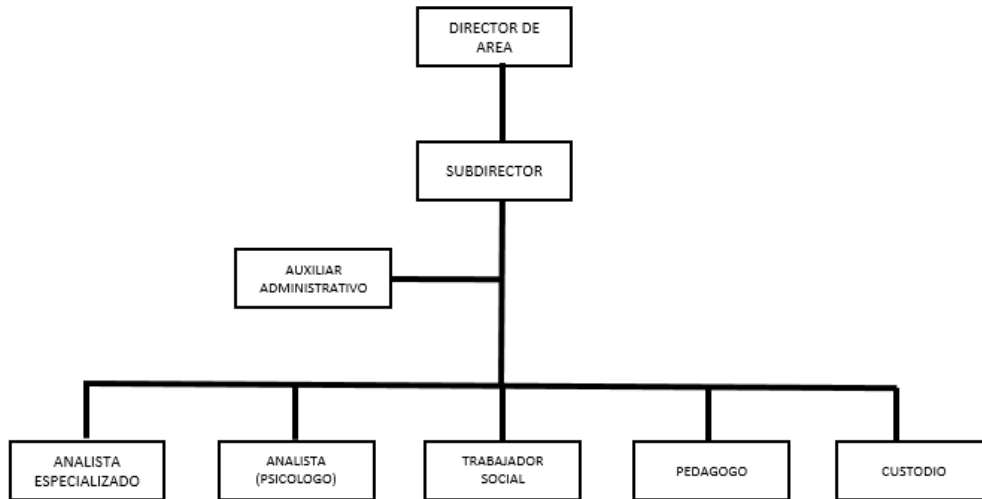 DIRECTOR DE
AREA
SUBDIRECTOR
AUXILIAR
ADMINISTRATIVO
ANALISTA
ESPECIALIZADO
ANALISTA
(PSICOLOGO)
TRABAJADOR
SOCIAL
PEDAGOGO
CUSTODIO